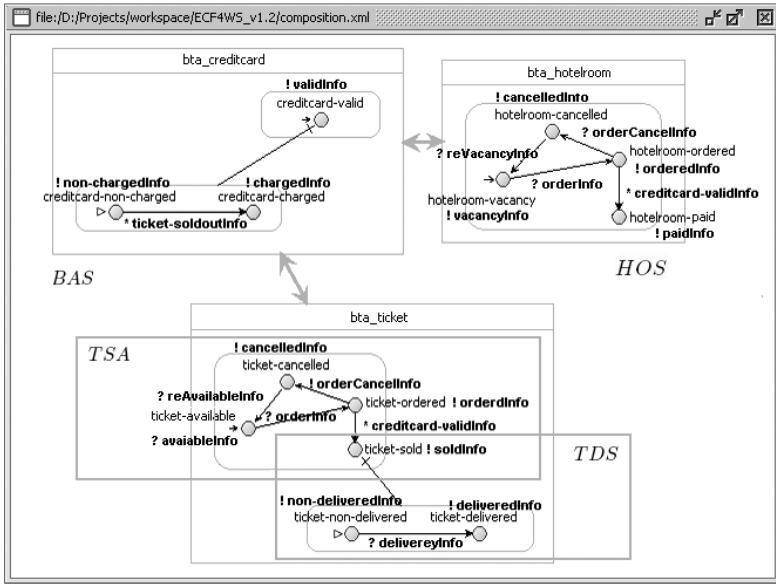 file:/D:/Projects/workspace/ECF4WS_v1.2/composition.xml
bta_creditcard
! validInfo
creditcard-valid
! non-chargedInfo
creditcard-non-charged
! chargedInfo
creditcard-charged
* ticket-soldoutInfo
BAS
bta_hotelroom
! cancelledInfo
hotelroom-cancelled
? orderCancelInfo
? reVacancyInfo
hotelroom-ordered
! orderedInfo
? orderInfo
* creditcard-validInfo
hotelroom-vacancy
! vacancyInfo
hotelroom-paid
! paidInfo
HOS
bta_ticket
TSA
! cancelledInfo
ticket-cancelled
! orderCancelInfo
? reAvailableInfo
ticket-available
? orderInfo
ticket-ordered ! orderdInfo
? avaiableInfo
* creditcard-validInfo
ticket-sold ! soldInfo
TDS
! non-deliveredInfo
ticket-non-delivered
! deliveredInfo
ticket-delivered
? delivereyInfo